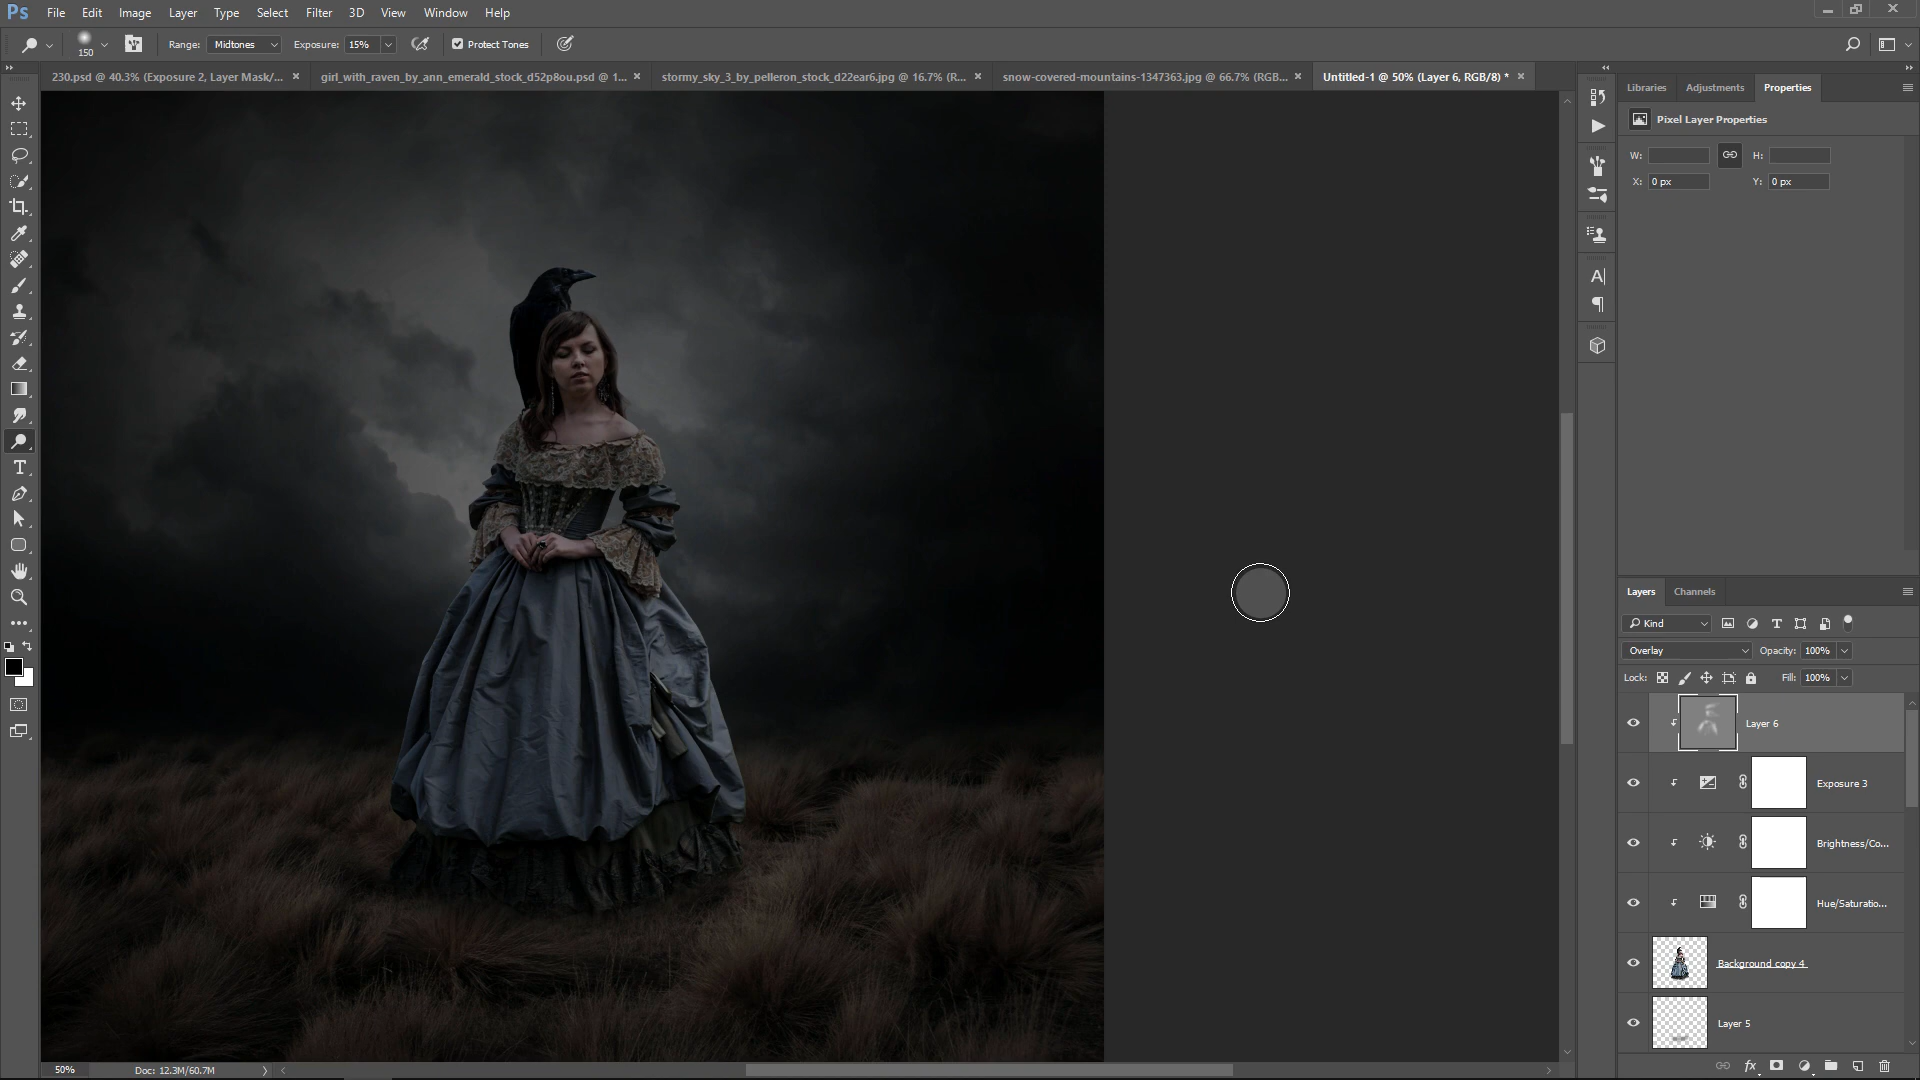 Ps File Edit Image Layer Type Select Filter 3D View Window Help
150 Range: Midtones Exposure: 15% Protect Tones
230.psd @ 40.3% (Exposure 2, Layer Mask/... × girl_with_raven_by_ann_emerald_stock_d52p8ou.psd @ 1... × stormy_sky_3_by_pelleron_stock_d22ear6.jpg @ 16.7% (R... × snow-covered-mountains-1347363.jpg @ 66.7% (RGB... × Untitled-1 @ 50% (Layer 6, RGB/8) * ×
Libraries Adjustments Properties
Pixel Layer Properties
W: H:
X: 0 px Y: 0 px
Layers Channels
Kind
Overlay Opacity: 100%
Lock: Fill: 100%
Layer 6
Exposure 3
Brightness/Co...
Hue/Saturatio...
Background copy 4
Layer 5
50% Doc: 12.3M/60.7M